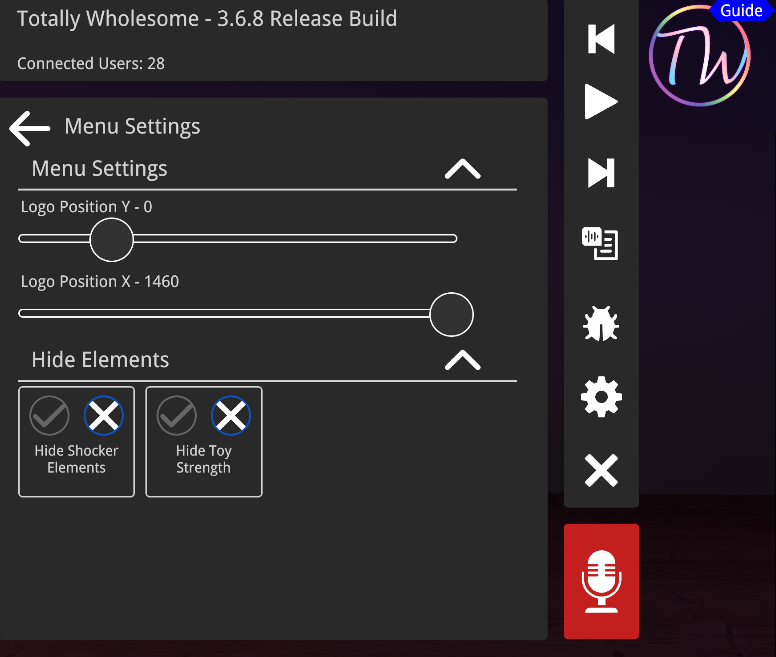 Totally Wholesome - 3.6.8 Release Build
Connected Users: 28
Menu Settings
Menu Settings
Logo Position Y - 0
Logo Position X - 1460
Hide Elements
Hide Shocker
Elements
Hide Toy
Strength
Guide
TW